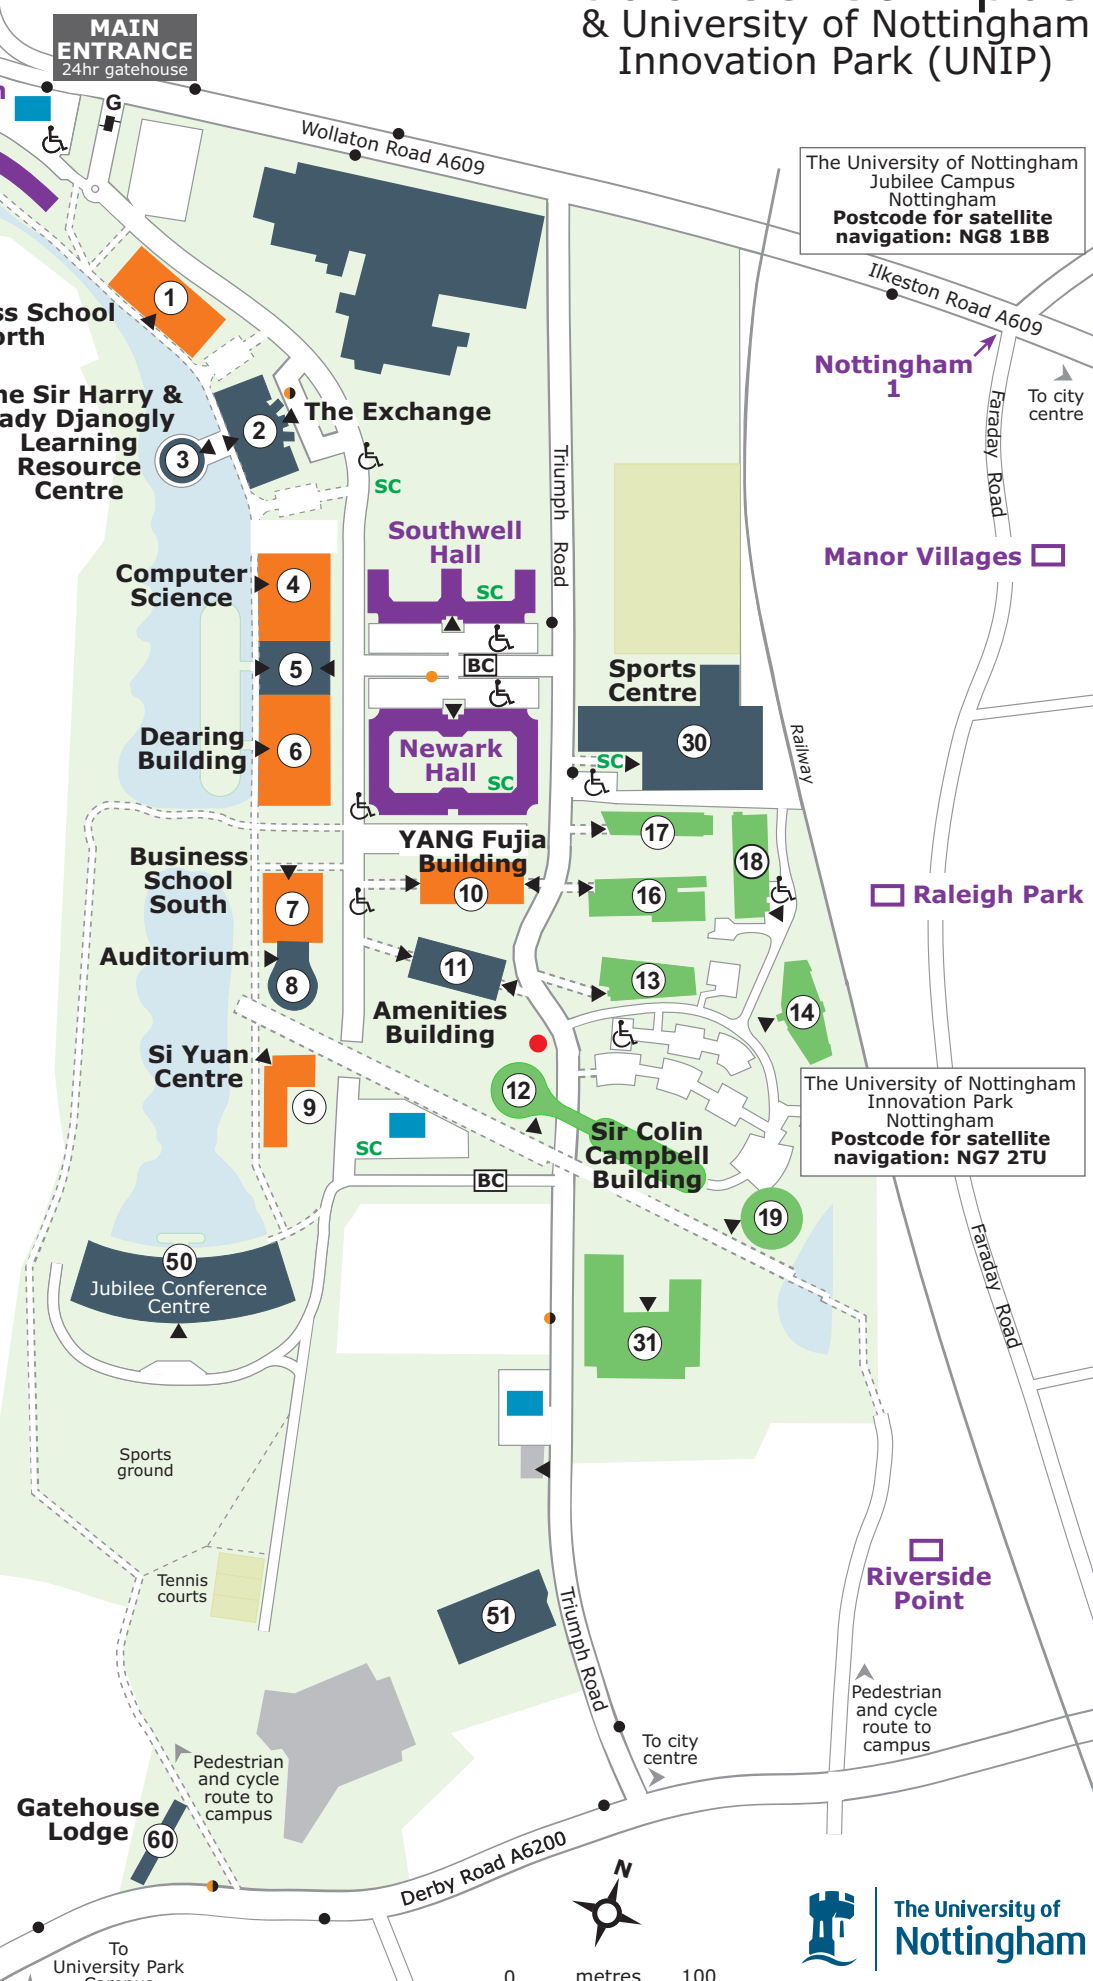 & University of Nottingham
Innovation Park (UNIP)
MAIN
ENTRANCE
24hr gatehouse
G
Wollaton Road A609
The University of Nottingham
Jubilee Campus
Nottingham
Postcode for satellite
navigation: NG8 1BB
Ilkeston Road A609
1
Nottingham
1
To city
centre
Faraday Road
The Exchange
2
Learning
Resource
Centre
3
SC
Triumph Road
Southwell
Hall
SC
Manor Villages
Computer
Science
4
BC
5
Sports
Centre
30
SC
Railway
Dearing
Building
6
Newark
Hall
SC
YANG Fujia
Building
10
17
18
16
Business
School
South
7
Raleigh Park
Auditorium
8
11
Amenities
Building
13
14
Si Yuan
Centre
9
12
Sir Colin
Campbell
Building
The University of Nottingham
Innovation Park
Nottingham
Postcode for satellite
navigation: NG7 2TU
SC
BC
19
50
Jubilee Conference
Centre
31
Faraday Road
Sports
ground
Tennis
courts
51
Triumph Road
Riverside
Point
Pedestrian
and cycle
route to
campus
To city
centre
Pedestrian
and cycle
route to
campus
Gatehouse
Lodge
60
Derby Road A6200
N
The University of
Nottingham
To
University Park
0 metres 100